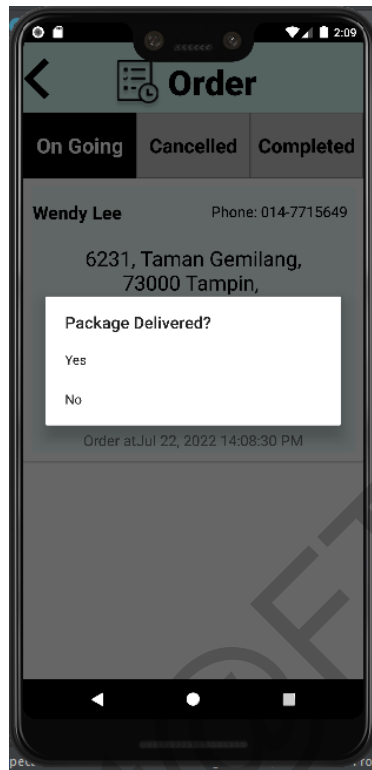 2:09
Order
On Going Cancelled Completed
Wendy Lee Phone: 014-7715649
6231, Taman Gemilang,
73000 Tampin,
Package Delivered?
Yes
No
Order atJul 22, 2022 14:08:30 PM